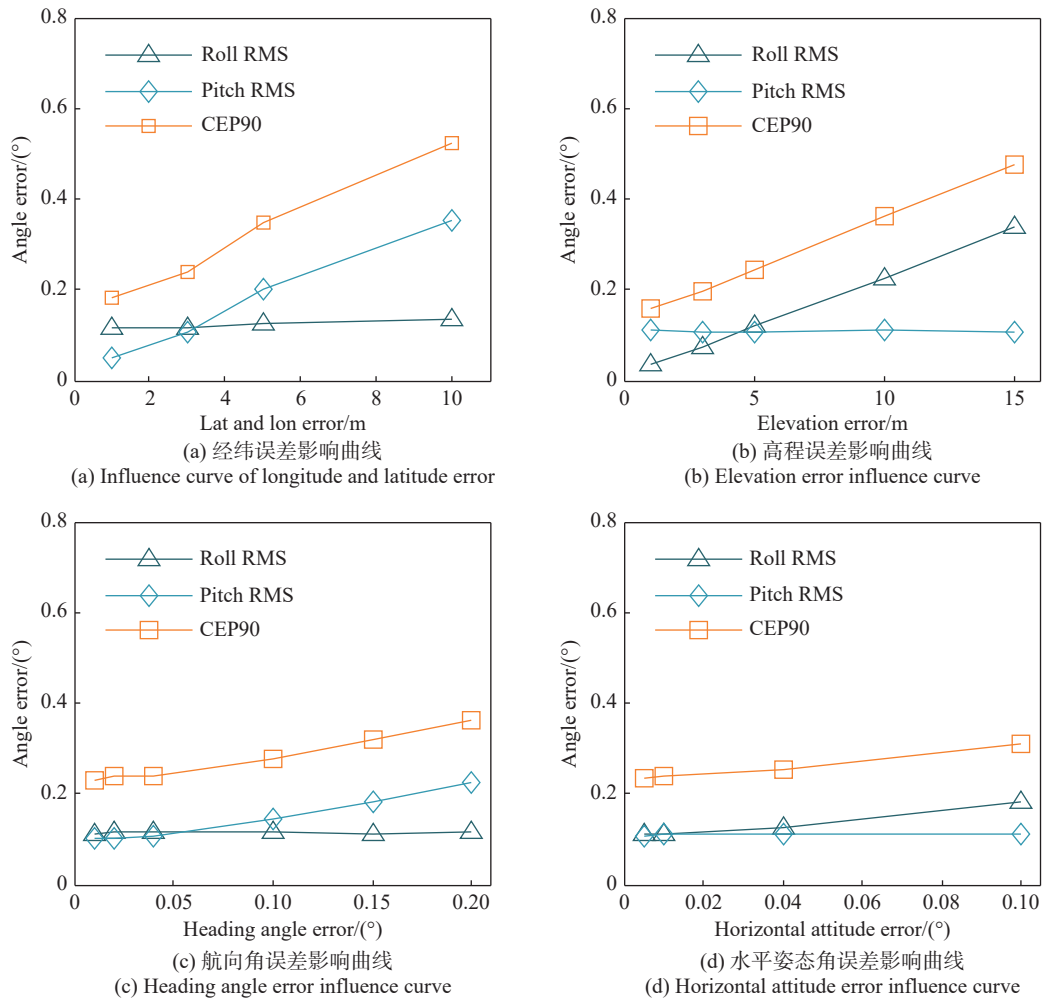 0.8
0.6
0.4
0.2
0
Angle error/(°)
Roll RMS
Pitch RMS
CEP90
0 2 4 6 8 10
Lat and lon error/m
(a) 经纬误差影响曲线
(a) Influence curve of longitude and latitude error
0.8
0.6
0.4
0.2
0
Angle error/(°)
Roll RMS
Pitch RMS
CEP90
0 5 10 15
Elevation error/m
(b) 高程误差影响曲线
(b) Elevation error influence curve
0.8
0.6
0.4
0.2
0
Angle error/(°)
Roll RMS
Pitch RMS
CEP90
0 0.05 0.10 0.15 0.20
Heading angle error/(°)
(c) 航向角误差影响曲线
(c) Heading angle error influence curve
0.8
0.6
0.4
0.2
0
Angle error/(°)
Roll RMS
Pitch RMS
CEP90
0 0.02 0.04 0.06 0.08 0.10
Horizontal attitude error/(°)
(d) 水平姿态角误差影响曲线
(d) Horizontal attitude error influence curve